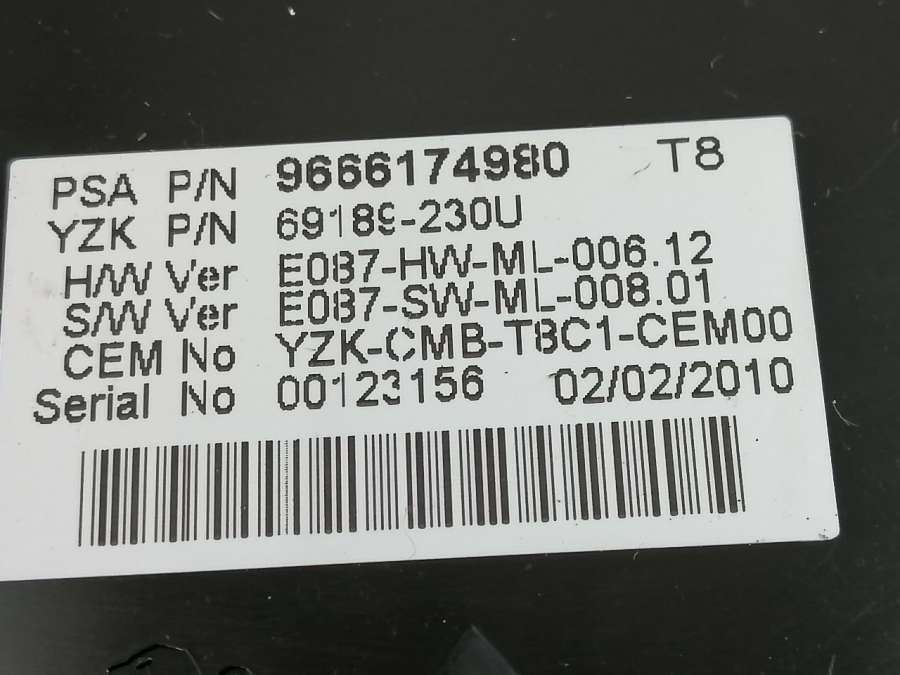 PSA P/N 9666174980 T8
YZK P/N 69189-230U
H/W Ver E087-HW-ML-006.12
S/W Ver E087-SW-ML-008.01
CEM No YZK-CMB-T8C1-CEM00
Serial No 00123156 02/02/2010